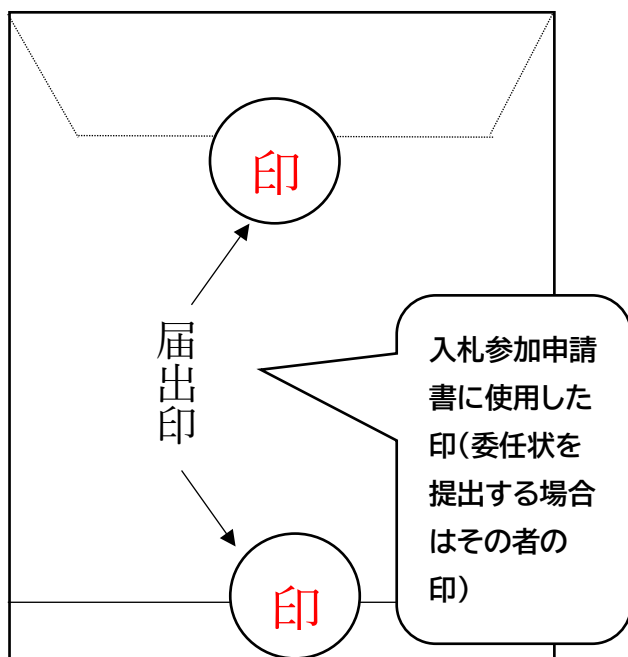 印
届出印
入札参加申請
書に使用した
印(委任状を
提出する場合
はその者の
印)
印